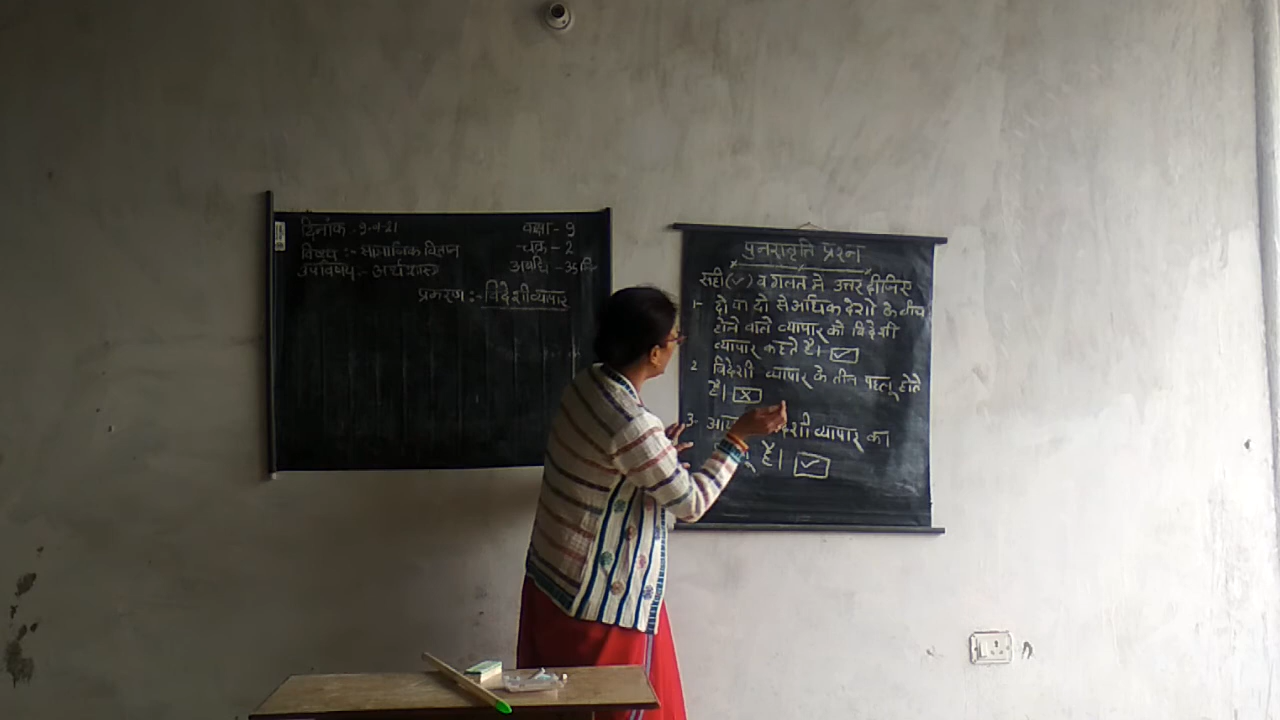 दिनांक - 9.4.21
कक्षा - 9
विषय :- सामाजिक विज्ञान
चक्र - 2
उपविषय :- अर्थशास्त्र
अवधि - 35 मि
प्रकरण :- विदेशी व्यापार
पुनरावृति प्रश्न
सही (✓) व गलत मे उत्तर दीजिए
1- दो या दो से अधिक देशो के बीच
होने वाले व्यापार को विदेशी
व्यापार कहते है। ✓
2 विदेशी व्यापार के तीन पहलू होते
है। X
3- व्यापार का
है। ✓